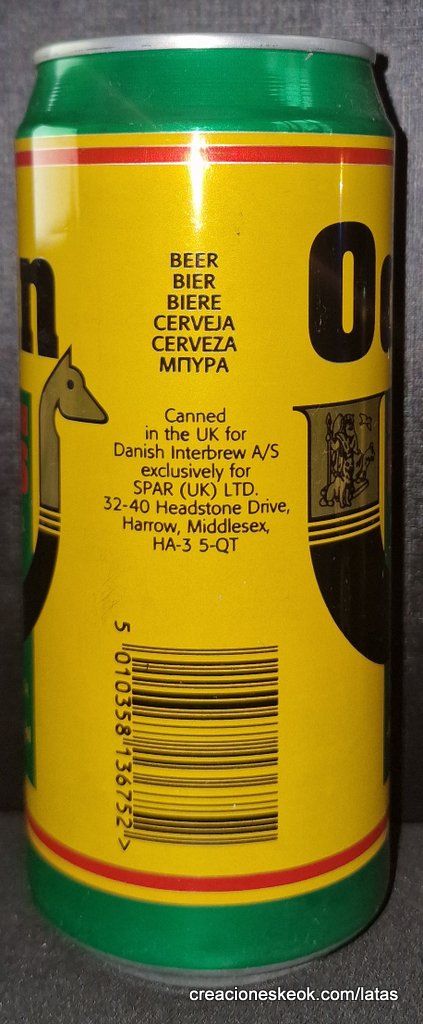 BEER
BIER
BIERE
CERVEJA
CERVEZA
ΜΠΥΡΑ
Canned
in the UK for
Danish Interbrew A/S
exclusively for
SPAR (UK) LTD.
32-40 Headstone Drive,
Harrow, Middlesex,
HA-3 5-QT
5 010358 136752 >
creacioneskeok.com/latas